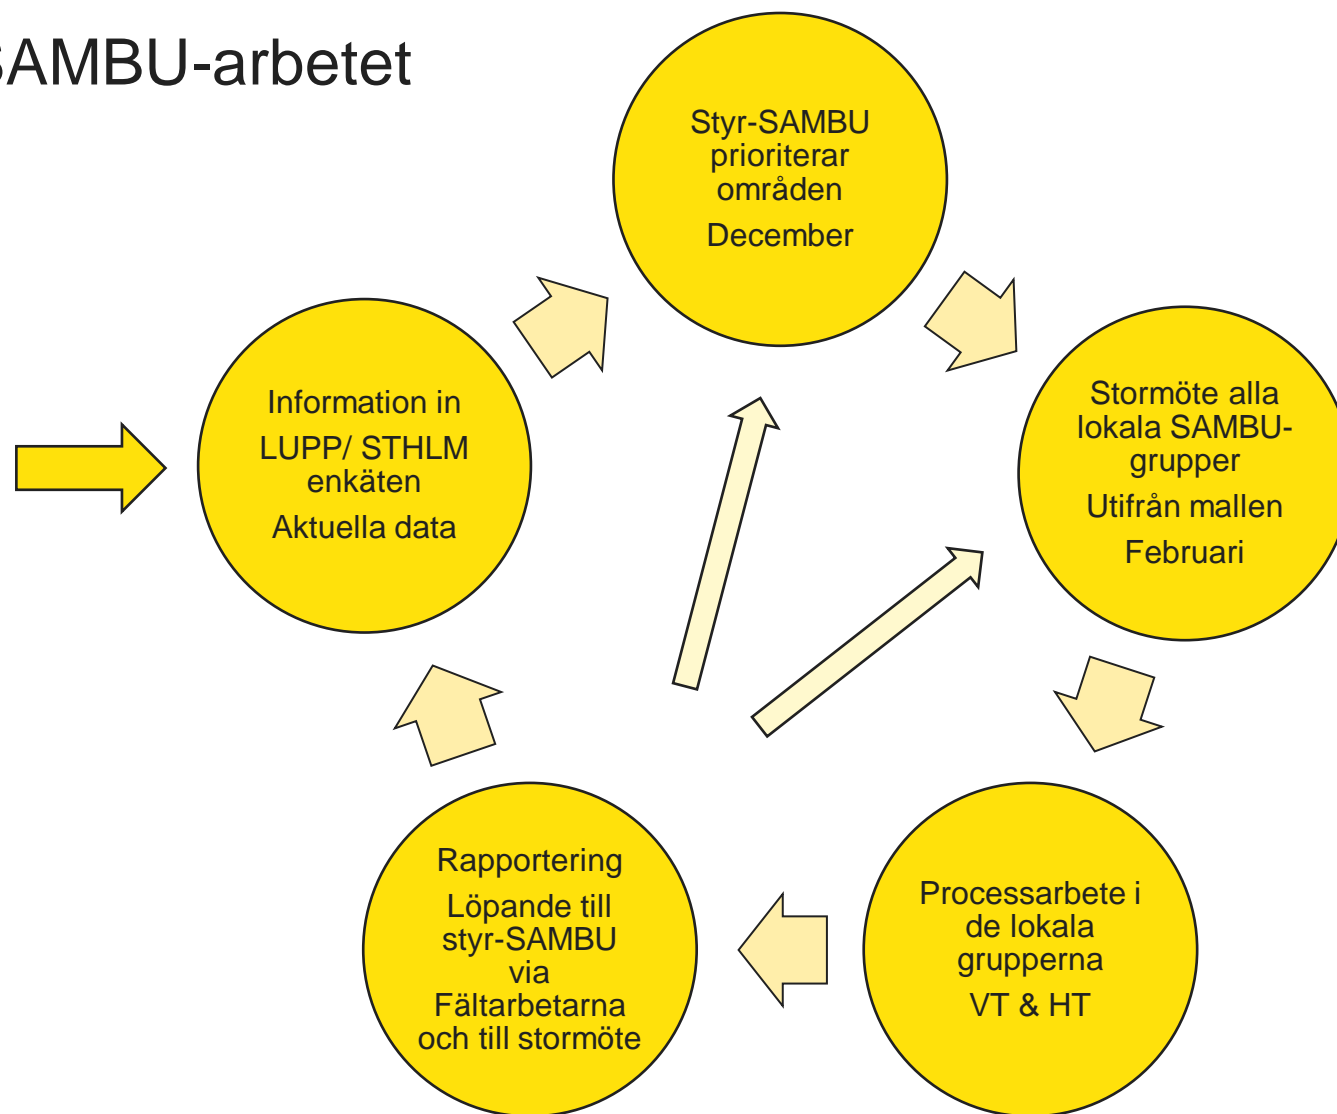 SAMBU-arbetet
Styr-SAMBU
prioriterar
områden
December
Information in
LUPP/ STHLM
enkäten
Aktuella data
Stormöte alla
lokala SAMBU-
grupper
Utifrån mallen
Februari
Rapportering
Löpande till
styr-SAMBU
via
Fältarbetarna
och till stormöte
Processarbete i
de lokala
grupperna
VT & HT